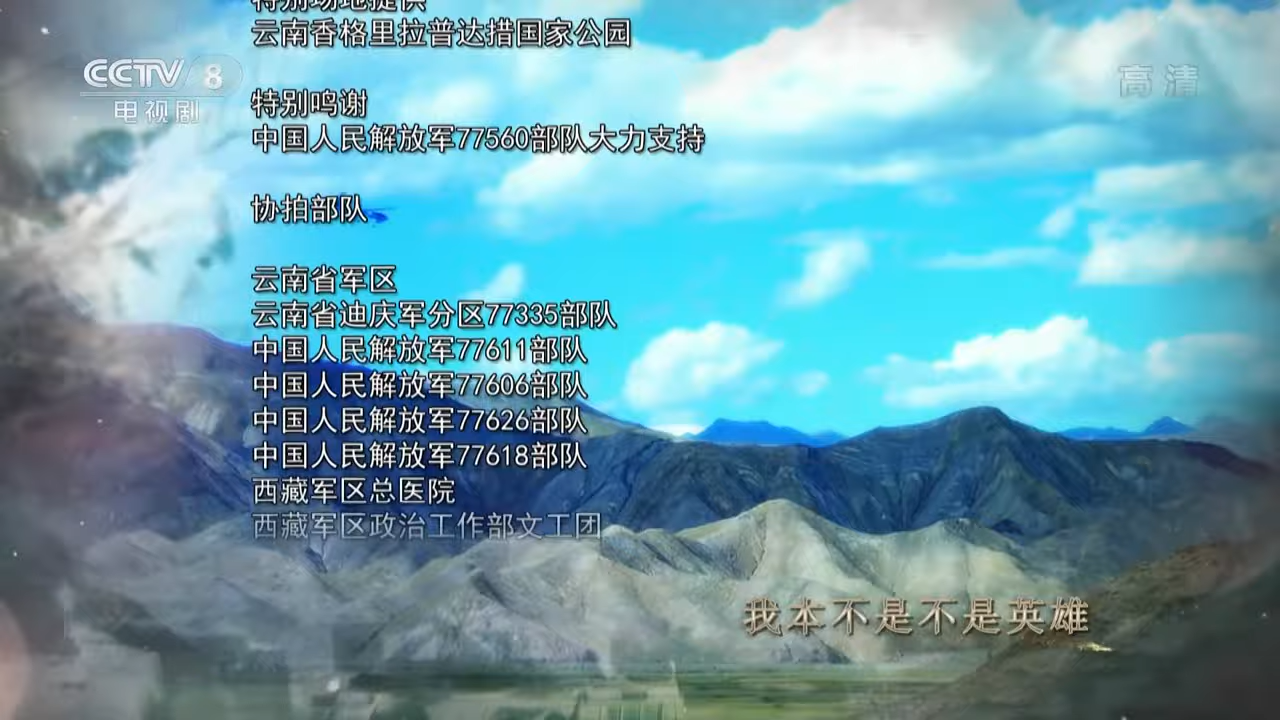 特别场地提供
云南香格里拉普达措国家公园
CCTV 8
电视剧
高清
特别鸣谢
中国人民解放军77560部队大力支持
协拍部队
云南省军区
云南省迪庆军分区77335部队
中国人民解放军77611部队
中国人民解放军77606部队
中国人民解放军77626部队
中国人民解放军77618部队
西藏军区总医院
西藏军区政治工作部文工团
我本不是不是英雄